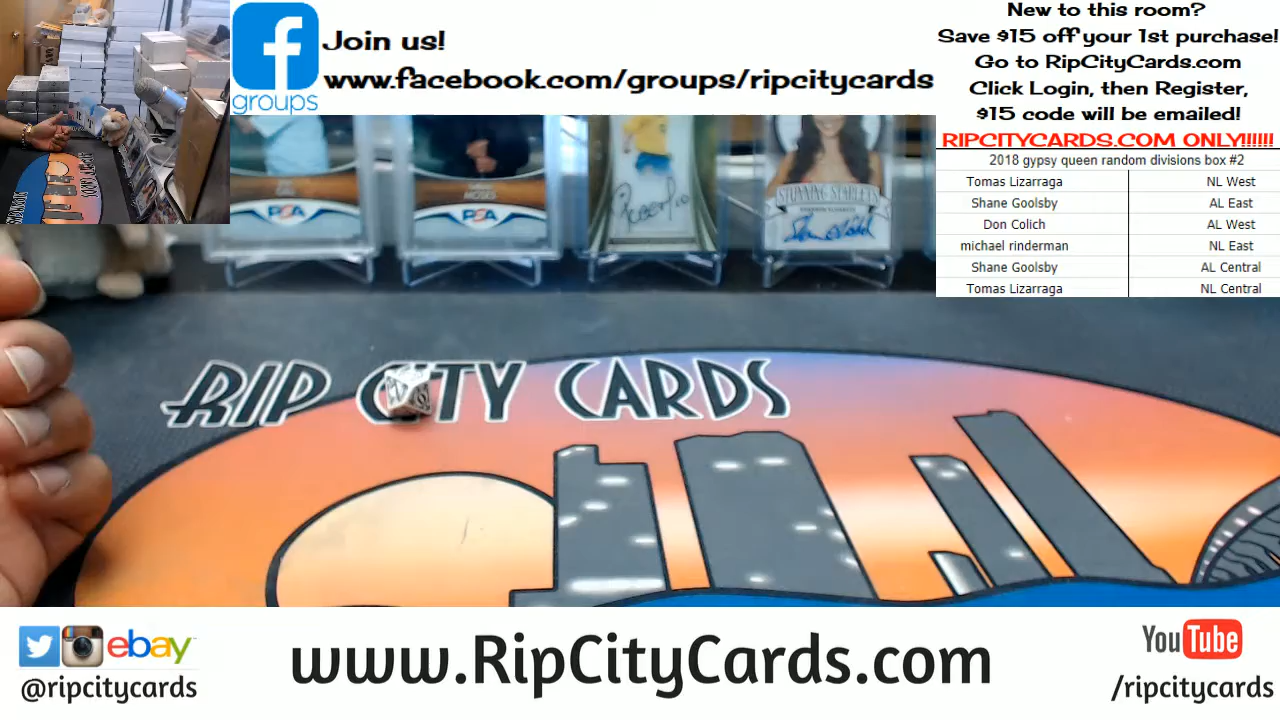 Join us!
www.facebook.com/groups/ripcitycards
groups
New to this room?
Save $15 off your 1st purchase!
Go to RipCityCards.com
Click Login, then Register,
$15 code will be emailed!
RIPCITYCARDS.COM ONLY!!!!!!
2018 gypsy queen random divisions box #2
Tomas Lizarraga NL West
Shane Goolsby AL East
Don Colich AL West
michael rinderman NL East
Shane Goolsby AL Central
Tomas Lizarraga NL Central
PSA
MOSES
PSA
STUNNING STARLETS
RIP CITY CARDS
ebay
@ripcitycards
www.RipCityCards.com
YouTube
/ripcitycards